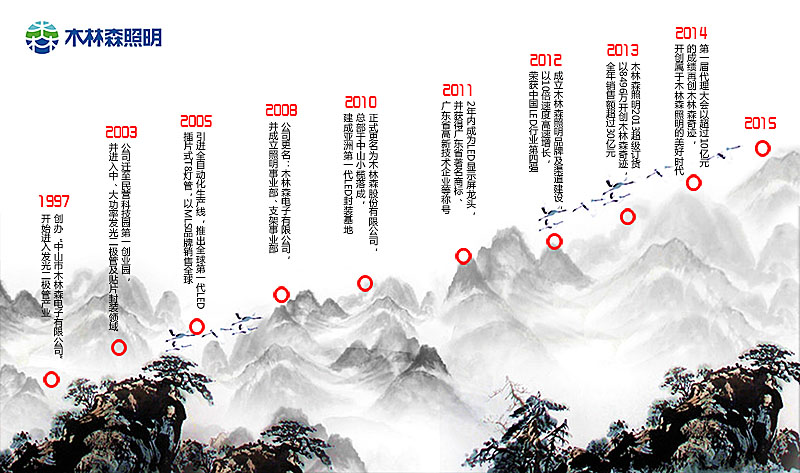 木林森照明
1997
创办“中山市木林森电子有限公司”
开始进入发光二极管产业
2003
公司迁至民营科技园第一创业园，
并进入中、大功率发光二极管及贴片封装领域
2005
引进全自动化生产线，推出全球第一代LED
插片式T8灯管，以MLS品牌销售全球
2008
公司更名：木林森电子有限公司，
并成立照明事业部、支架事业部
2010
正式更名为木林森股份有限公司，
总部于中山小榄落成，
建成亚洲第一代LED封装基地
2011
2年内成为LED显示屏龙头，
并获得广东省著名商标、
广东省高新技术企业等称号
2012
成立木林森照明品牌及渠道建设，
以10倍速度高速增长，
荣获中国LED行业第四强
2013
木林森照明201超级订货，
以8496万开创木林森奇迹，
全年销售额超过30亿元
2014
第一届代理大会以超过10亿元
的成绩再创木林森奇迹，
开创属于木林森照明的美好时代
2015